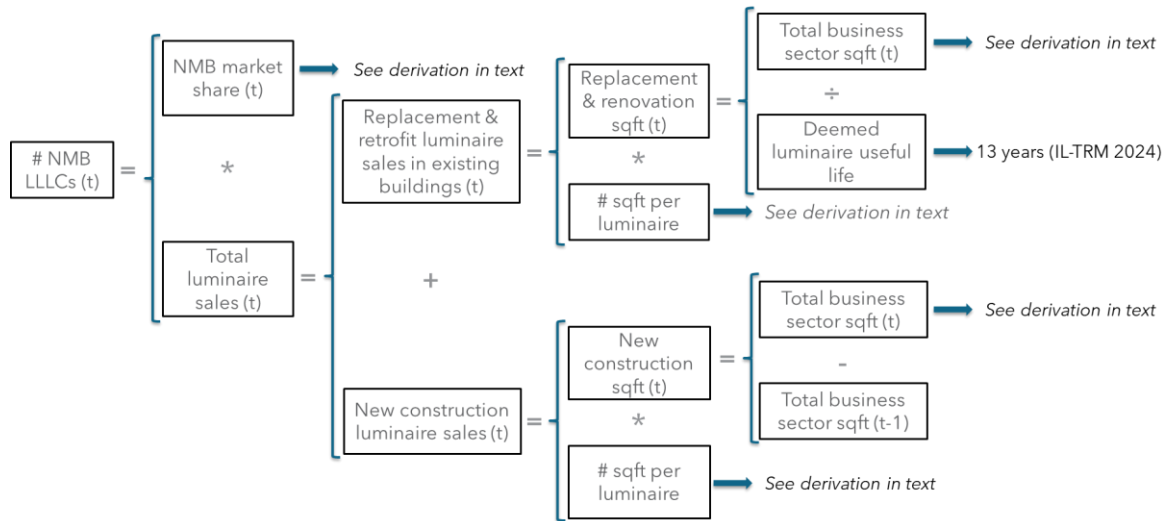 # NMB
LLLCs (t)
=
NMB market
share (t)
See derivation in text
*
Total
luminaire
sales (t)
=
Replacement &
retrofit luminaire
sales in existing
buildings (t)
=
Replacement
& renovation
sqft (t)
=
Total business
sector sqft (t)
See derivation in text
÷
Deemed
luminaire useful
life
13 years (IL-TRM 2024)
*
# sqft per
luminaire
See derivation in text
+
New construction
luminaire sales (t)
=
New
construction
sqft (t)
=
Total business
sector sqft (t)
See derivation in text
-
Total business
sector sqft (t-1)
*
# sqft per
luminaire
See derivation in text